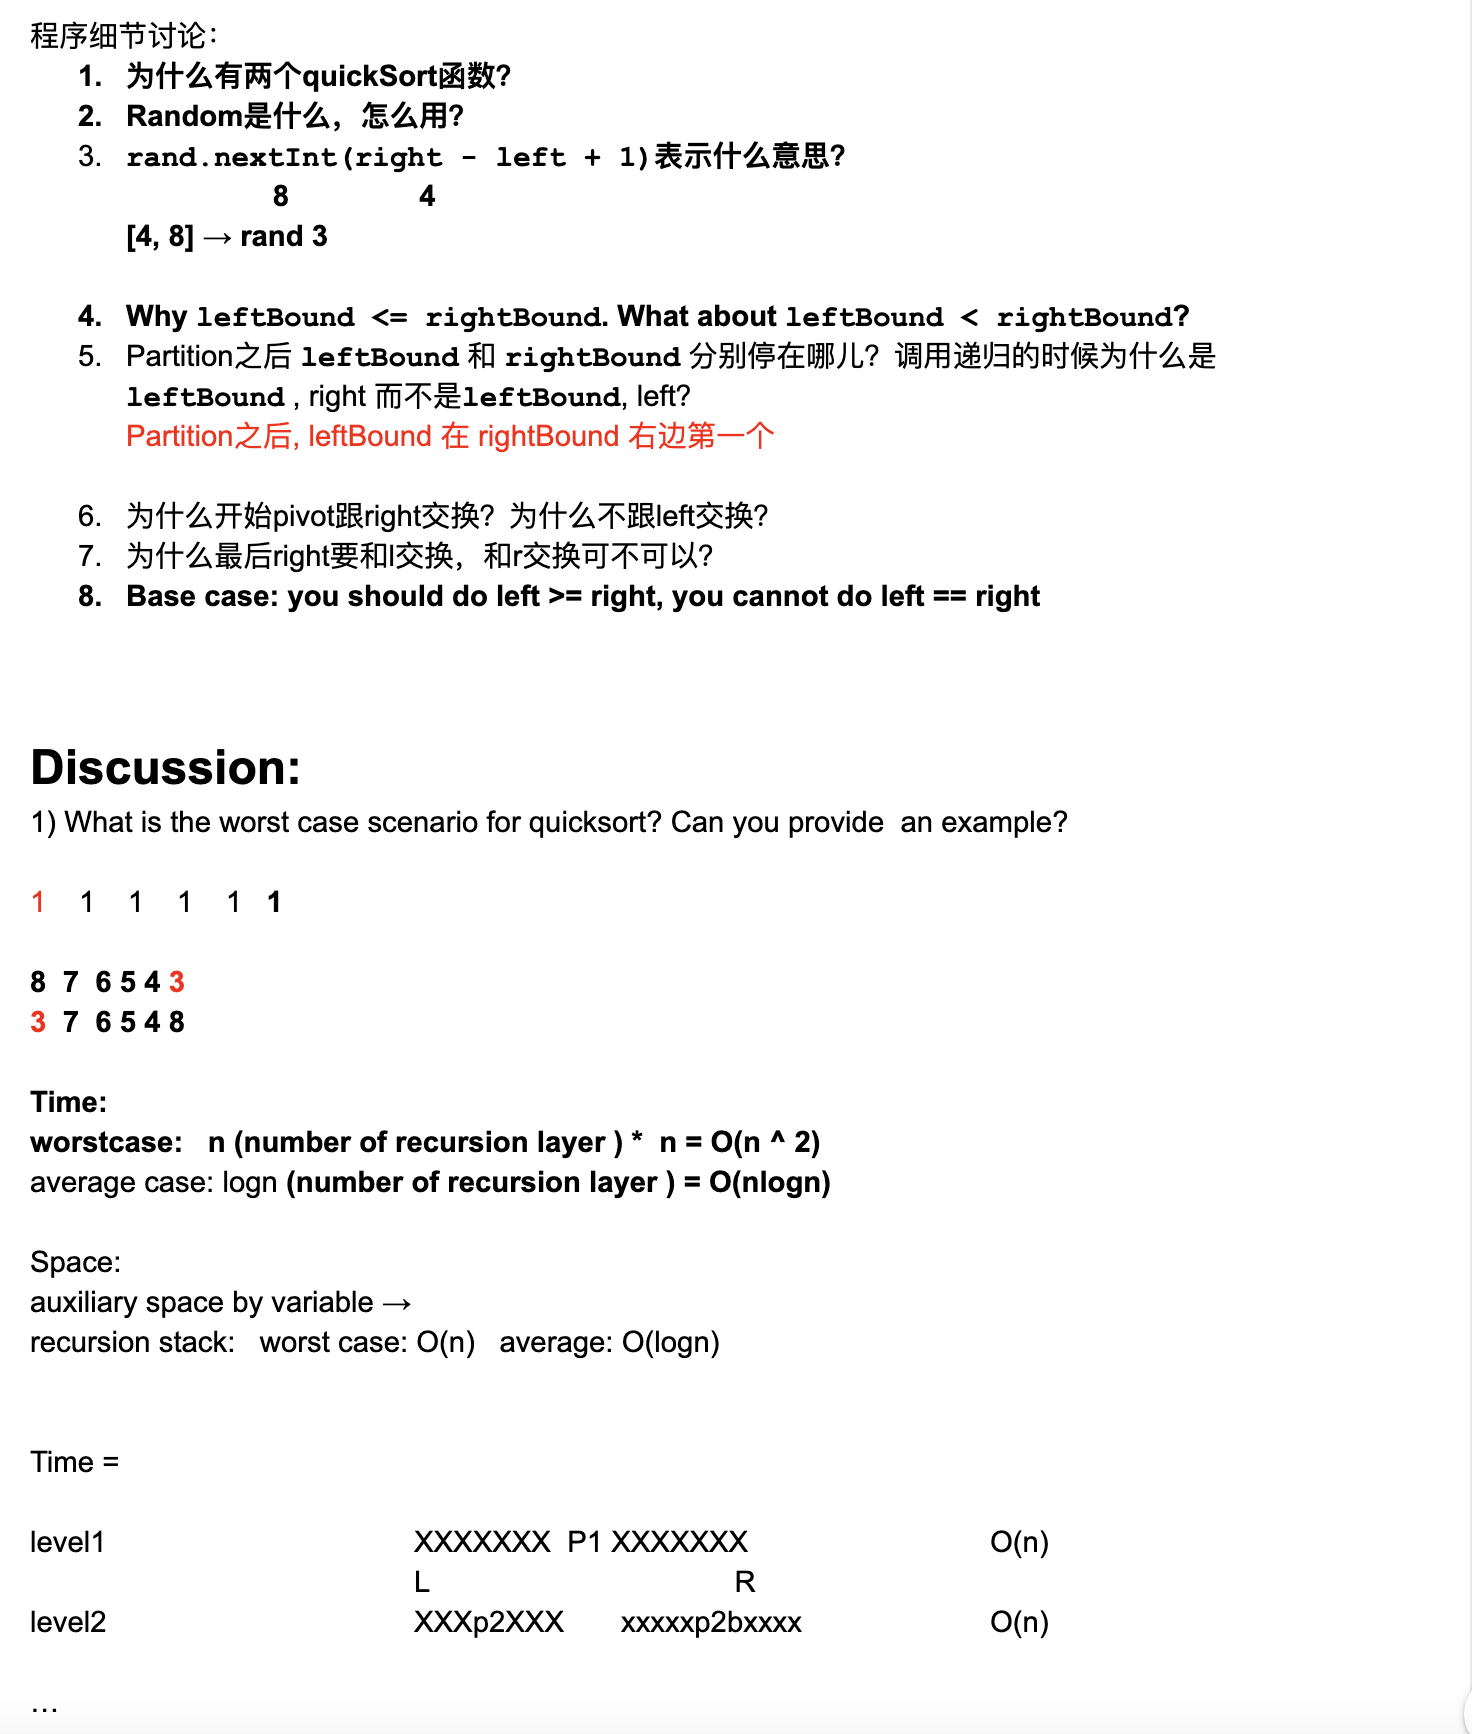 程序细节讨论：
1. 为什么有两个quickSort函数？
2. Random是什么，怎么用？
3. rand.nextInt(right - left + 1)表示什么意思？
8 4
[4, 8] → rand 3
4. Why leftBound <= rightBound. What about leftBound < rightBound?
5. Partition之后 leftBound 和 rightBound 分别停在哪儿？调用递归的时候为什么是
leftBound , right 而不是leftBound, left?
Partition之后, leftBound 在 rightBound 右边第一个
6. 为什么开始pivot跟right交换？为什么不跟left交换？
7. 为什么最后right要和l交换，和r交换可不可以？
8. Base case: you should do left >= right, you cannot do left == right
Discussion:
1) What is the worst case scenario for quicksort? Can you provide  an example?
1 1 1 1 1 1
8 7 6 5 4 3
3 7 6 5 4 8
Time:
worstcase: n (number of recursion layer ) * n = O(n ^ 2)
average case: logn (number of recursion layer ) = O(nlogn)
Space:
auxiliary space by variable →
recursion stack: worst case: O(n) average: O(logn)
Time =
level1 XXXXXXX P1 XXXXXXX O(n)
L R
level2 XXXp2XXX xxxxxp2bxxxx O(n)
...